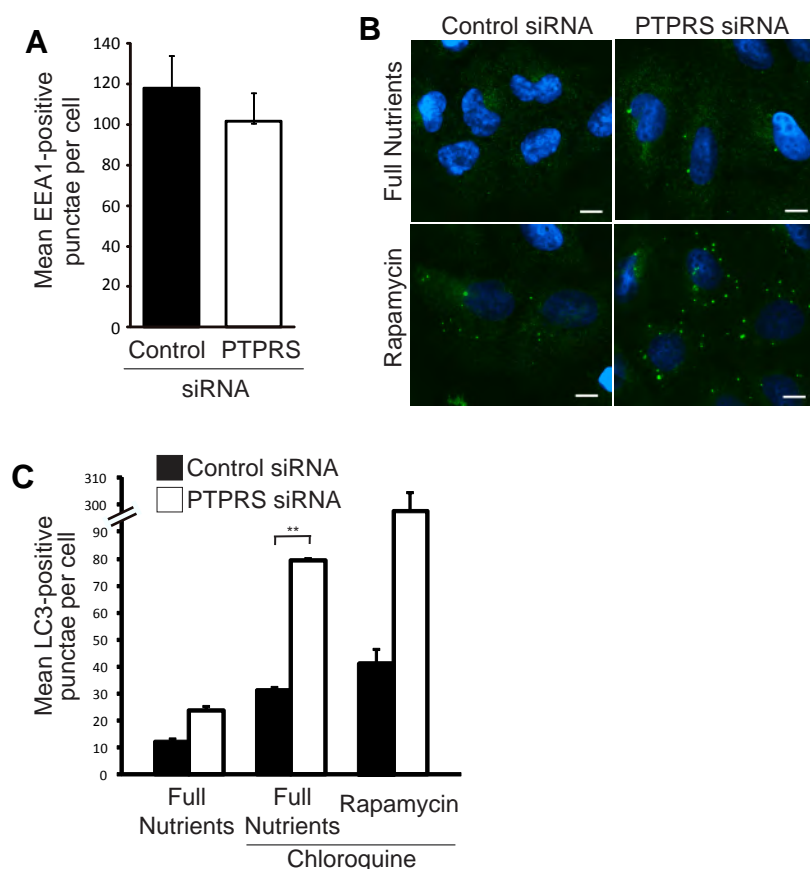 A
Mean EEA1-positive
punctae per cell
140
120
100
80
60
40
20
0
Control PTPRS
siRNA
B
Control siRNA PTPRS siRNA
Full Nutrients
Rapamycin
C
Control siRNA
PTPRS siRNA
Mean LC3-positive
punctae per cell
310
300
90
80
70
60
50
40
30
20
10
0
**
Full
Nutrients
Full
Nutrients
Rapamycin
Chloroquine